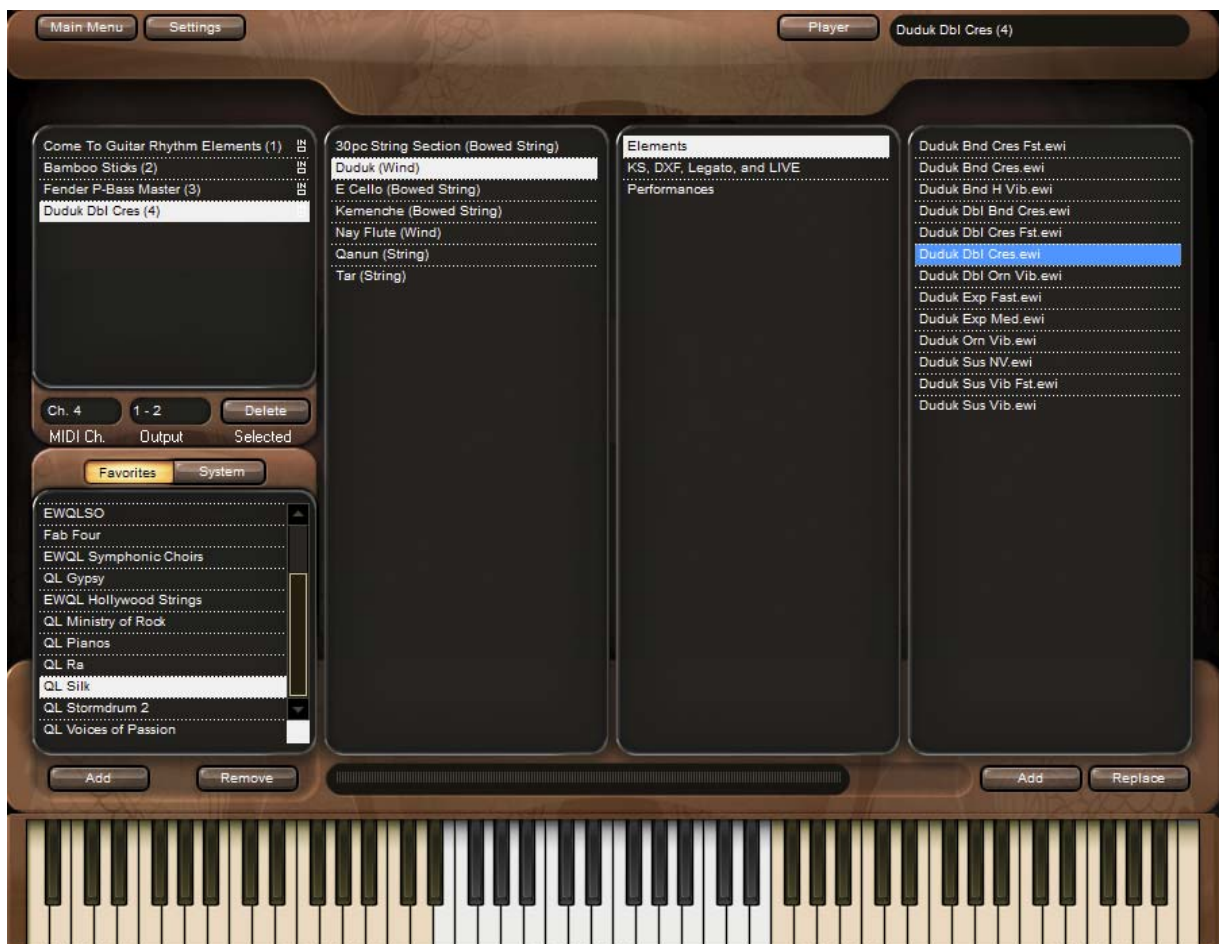 Main Menu
Settings
Player
Duduk Dbl Cres (4)
Come To Guitar Rhythm Elements (1)
Bamboo Sticks (2)
Fender P-Bass Master (3)
Duduk Dbl Cres (4)
Ch. 4
1 - 2
Delete
MIDI Ch.
Output
Selected
Favorites
System
EWQLSO
Fab Four
EWQL Symphonic Choirs
QL Gypsy
EWQL Hollywood Strings
QL Ministry of Rock
QL Pianos
QL Ra
QL Silk
QL Stormdrum 2
QL Voices of Passion
Add
Remove
30pc String Section (Bowed String)
Duduk (Wind)
E Cello (Bowed String)
Kemenche (Bowed String)
Nay Flute (Wind)
Qanun (String)
Tar (String)
Elements
KS, DXF, Legato, and LIVE
Performances
Duduk Bnd Cres Fst.ewi
Duduk Bnd Cres.ewi
Duduk Bnd H Vib.ewi
Duduk Dbl Bnd Cres.ewi
Duduk Dbl Cres Fst.ewi
Duduk Dbl Cres.ewi
Duduk Dbl Orn Vib.ewi
Duduk Exp Fast.ewi
Duduk Exp Med.ewi
Duduk Orn Vib.ewi
Duduk Sus NV.ewi
Duduk Sus Vib Fst.ewi
Duduk Sus Vib.ewi
Add
Replace